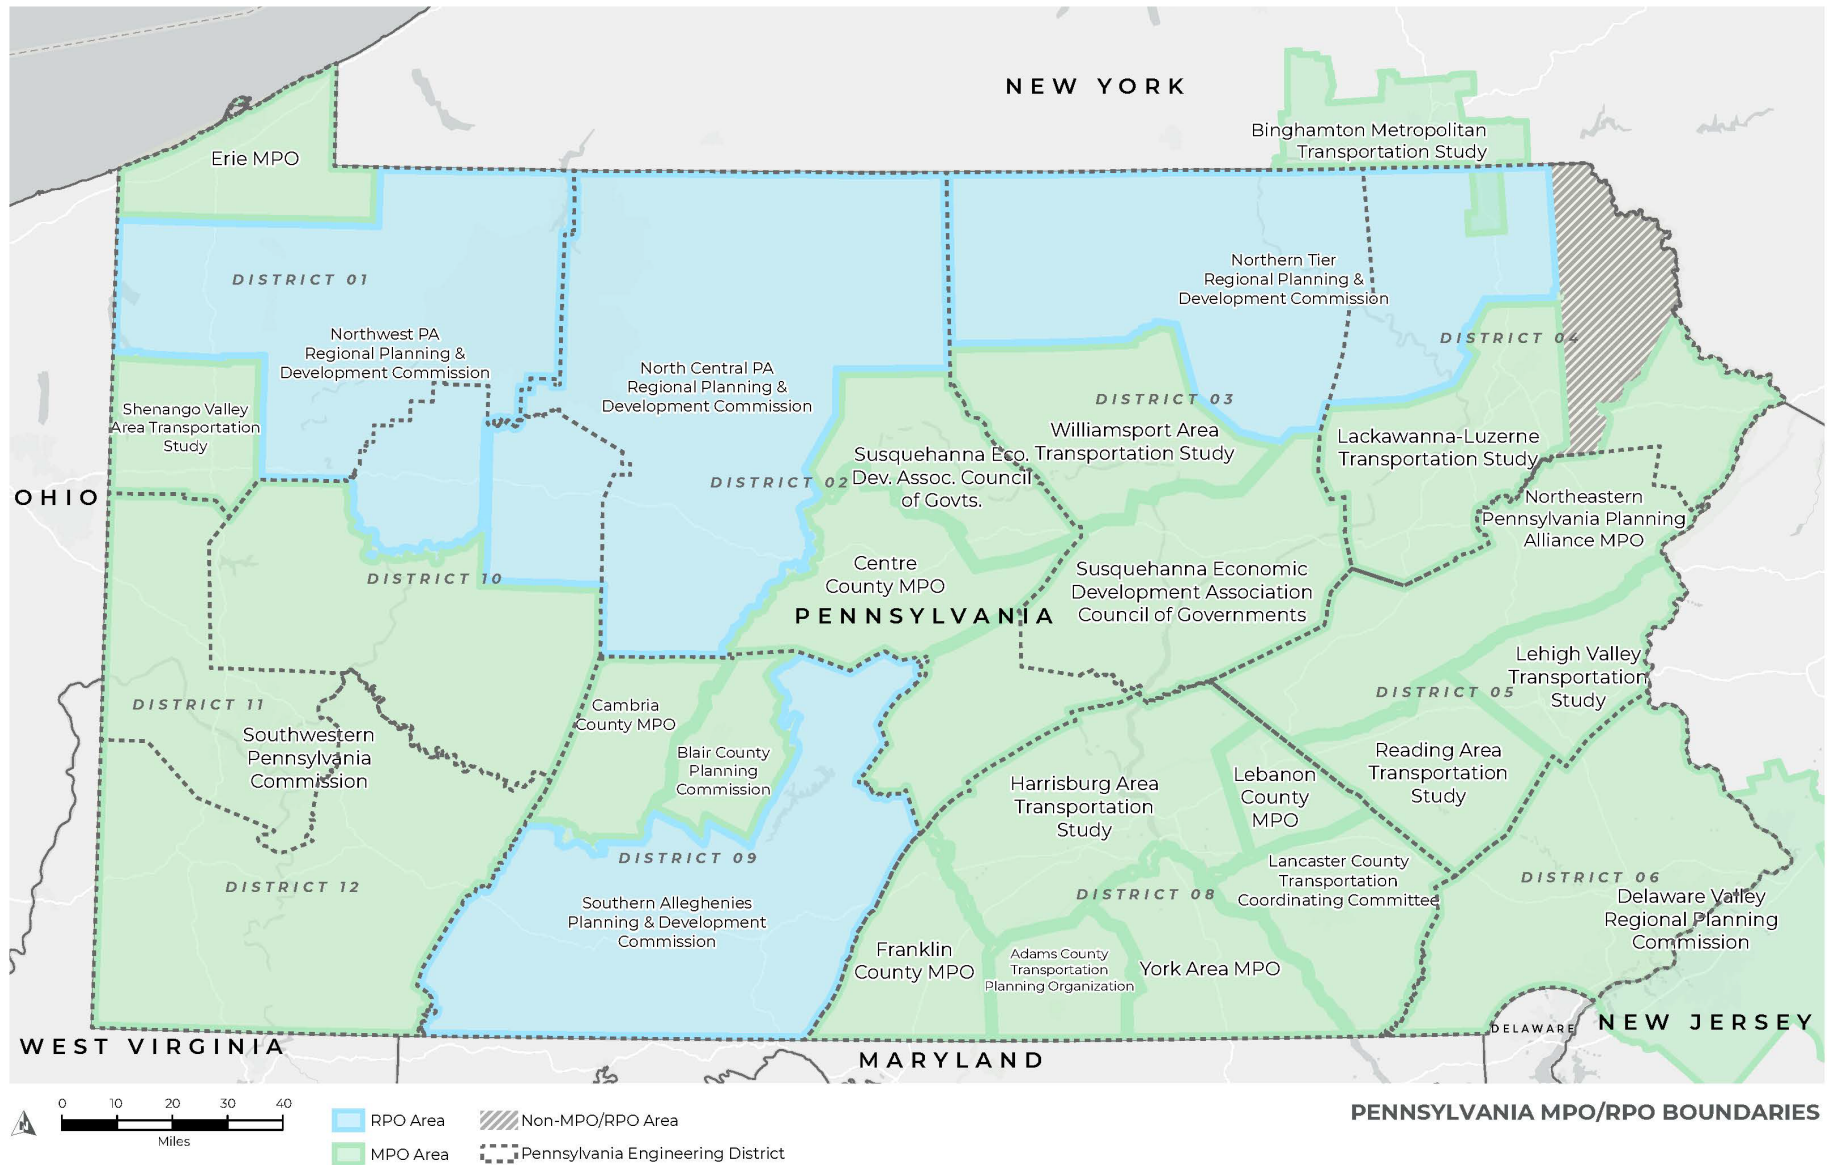 NEW YORK
Binghamton Metropolitan
Transportation Study
Erie MPO
DISTRICT 01
Northwest PA
Regional Planning &
Development Commission
North Central PA
Regional Planning &
Development Commission
Northern Tier
Regional Planning &
Development Commission
DISTRICT 04
DISTRICT 03
Shenango Valley
Area Transportation
Study
Williamsport Area
Transportation Study
Lackawanna-Luzerne
Transportation Study
Susquehanna Eco.
Dev. Assoc. Council
of Govts.
DISTRICT 02
OHIO
Northeastern
Pennsylvania Planning
Alliance MPO
DISTRICT 10
Centre
County MPO
Susquehanna Economic
Development Association
Council of Governments
PENNSYLVANIA
Lehigh Valley
Transportation
Study
DISTRICT 05
DISTRICT 11
Cambria
County MPO
Southwestern
Pennsylvania
Commission
Blair County
Planning
Commission
Harrisburg Area
Transportation
Study
Lebanon
County
MPO
Reading Area
Transportation
Study
DISTRICT 09
DISTRICT 12
DISTRICT 08
Lancaster County
Transportation
Coordinating Committee
DISTRICT 06
Delaware Valley
Regional Planning
Commission
Southern Alleghenies
Planning & Development
Commission
Franklin
County MPO
Adams County
Transportation
Planning Organization
York Area MPO
DELAWARE
NEW JERSEY
WEST VIRGINIA
MARYLAND
0 10 20 30 40
Miles
RPO Area
MPO Area
Non-MPO/RPO Area
Pennsylvania Engineering District
PENNSYLVANIA MPO/RPO BOUNDARIES